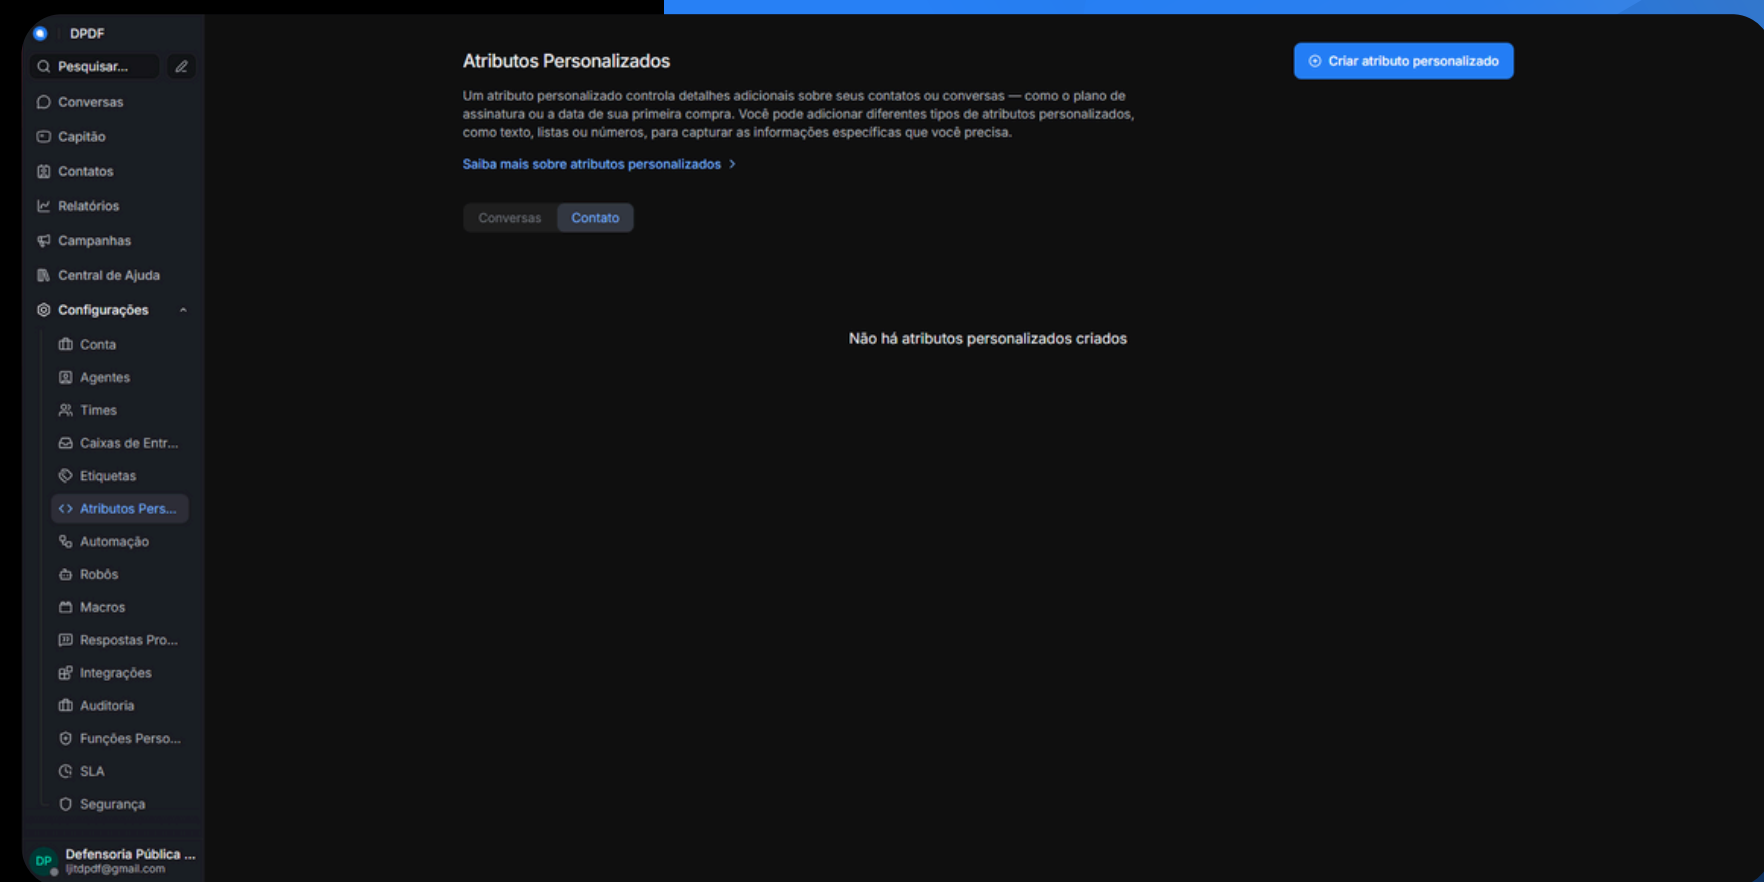 DPDF
Pesquisar...
Conversas
Capitão
Contatos
Relatórios
Campanhas
Central de Ajuda
Configurações
Conta
Agentes
Times
Caixas de Entr...
Etiquetas
Atributos Pers...
Automação
Robôs
Macros
Respostas Pro...
Integrações
Auditoria
Funções Perso...
SLA
Segurança
DP
Defensoria Pública ...
ljitdpdf@gmail.com
Atributos Personalizados
Criar atributo personalizado
Um atributo personalizado controla detalhes adicionais sobre seus contatos ou conversas — como o plano de
assinatura ou a data de sua primeira compra. Você pode adicionar diferentes tipos de atributos personalizados,
como texto, listas ou números, para capturar as informações específicas que você precisa.
Saiba mais sobre atributos personalizados
Conversas
Contato
Não há atributos personalizados criados